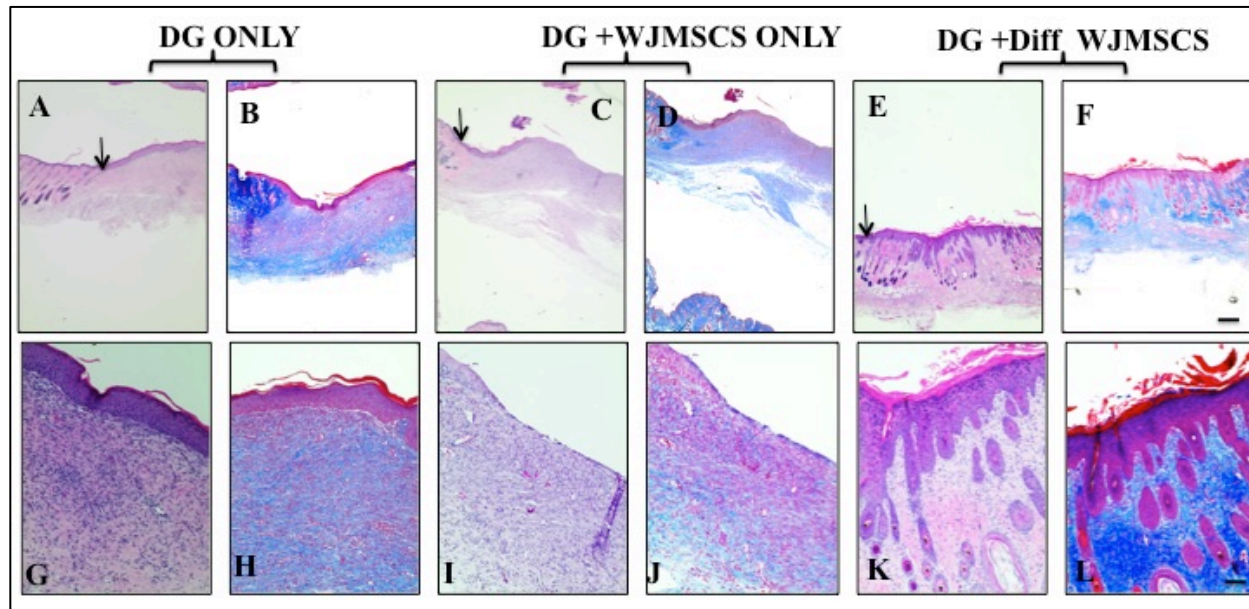 DG ONLY
DG +WJMSCS ONLY
DG +Diff WJMSCS
A
B
C
D
E
F
G
H
I
J
K
L